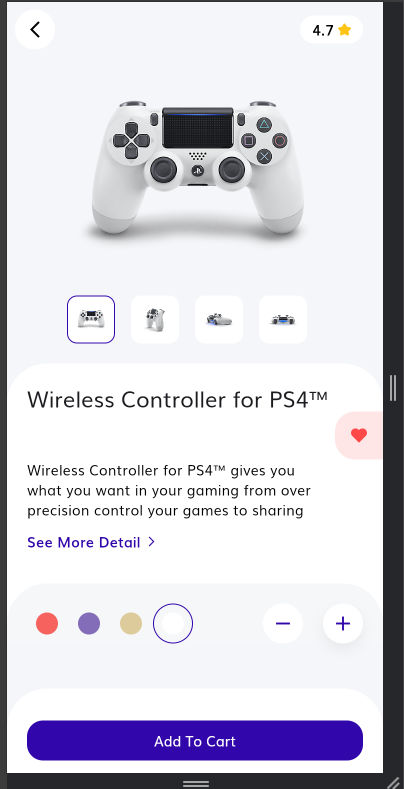 4.7
Wireless Controller for PS4™
Wireless Controller for PS4™ gives you
what you want in your gaming from over
precision control your games to sharing
See More Detail
Add To Cart